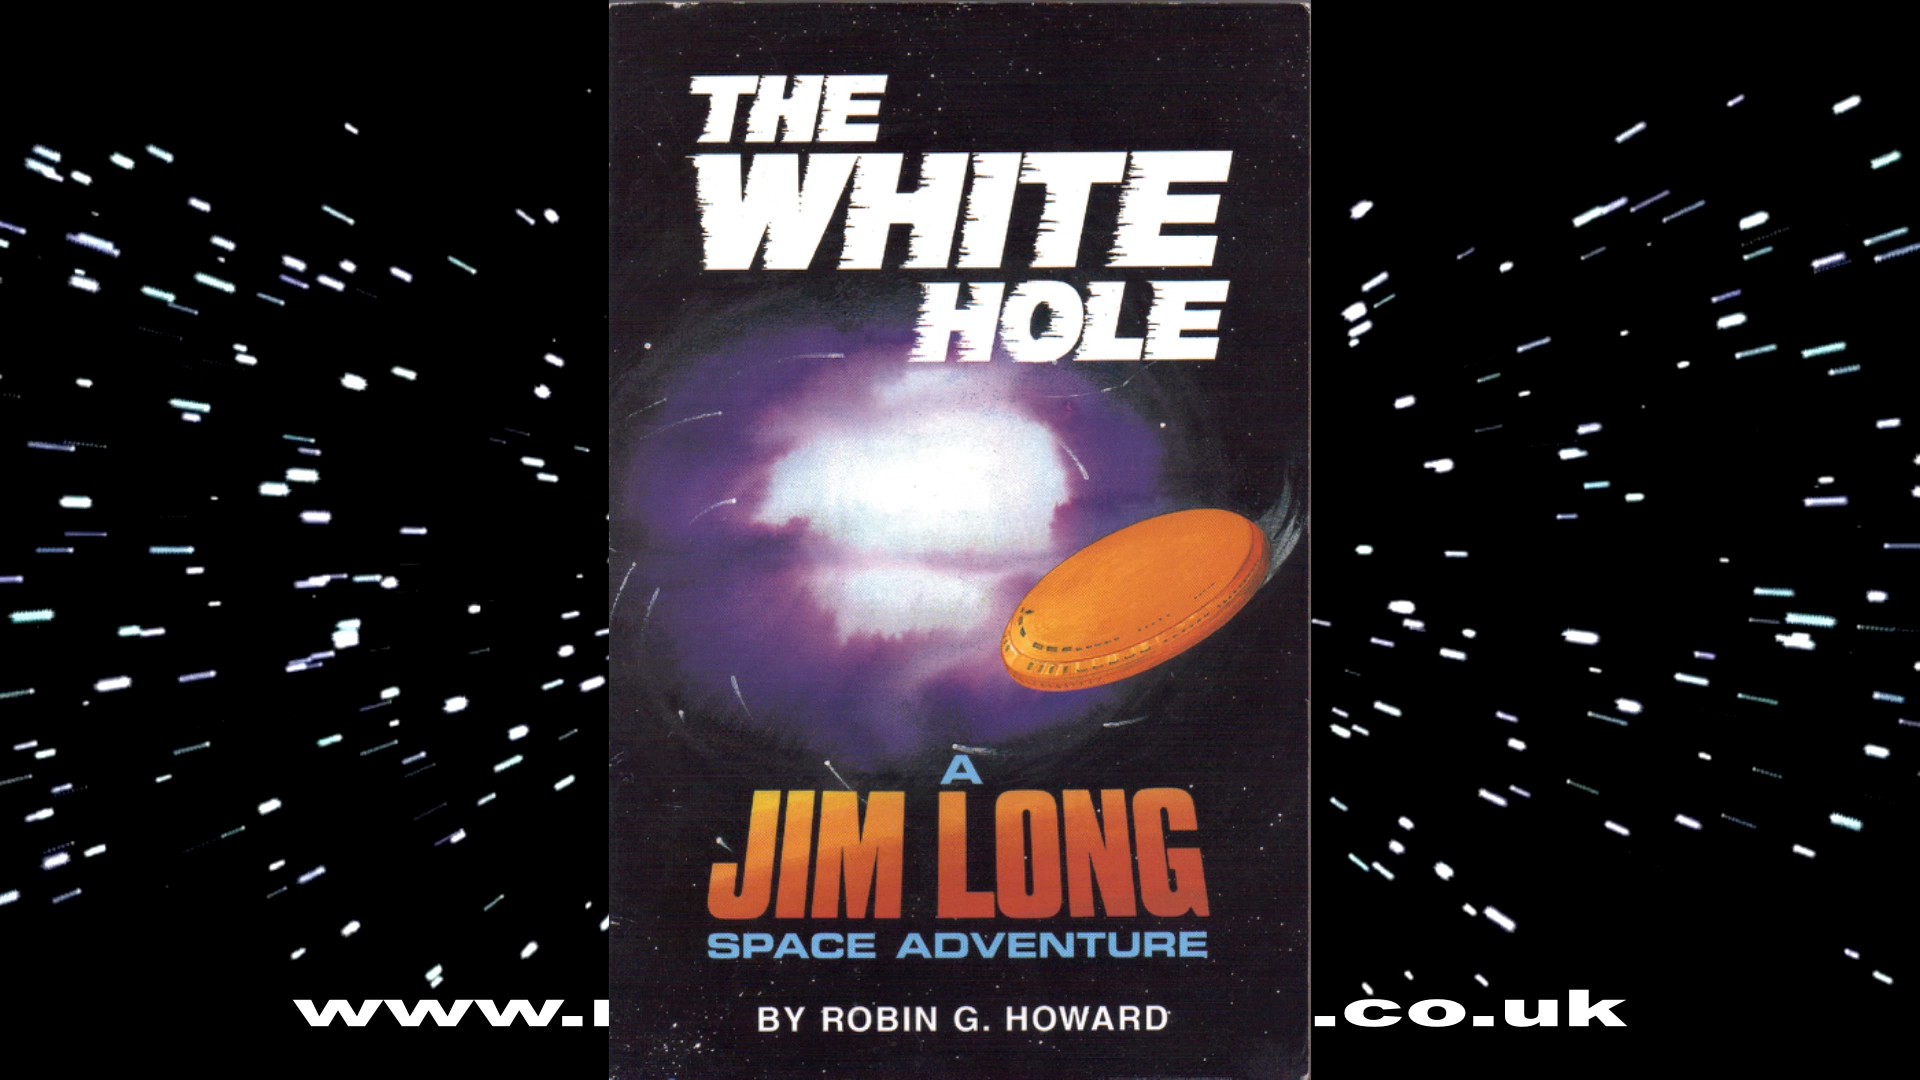 THE
WHITE
HOLE
A
JIM LONG
SPACE ADVENTURE
BY ROBIN G. HOWARD
www. .co.uk